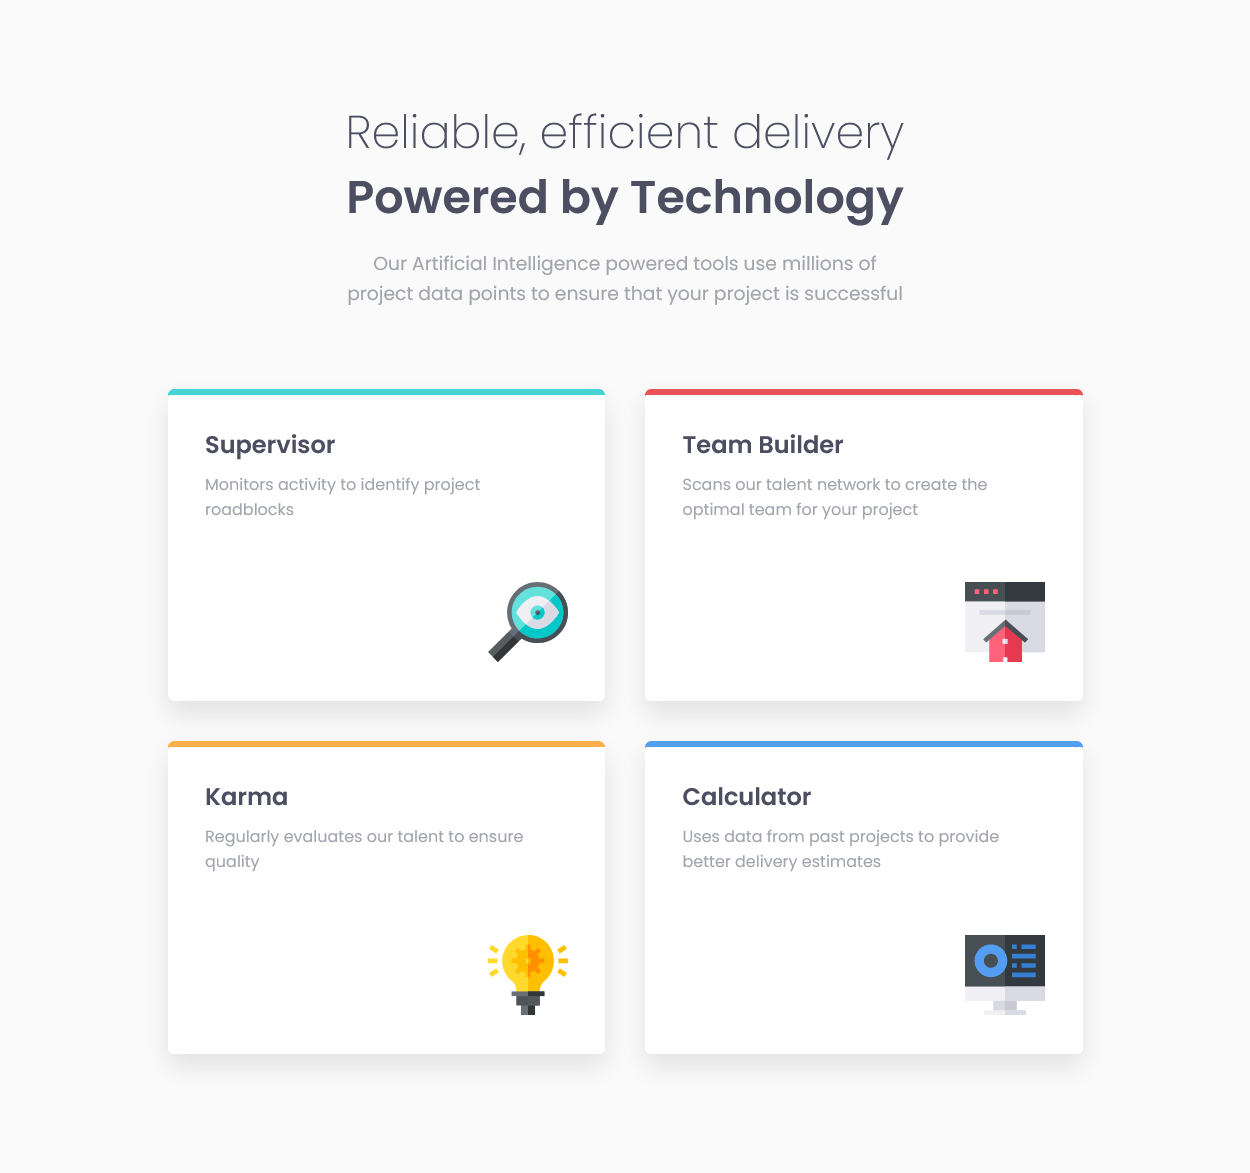 Reliable, efficient delivery
Powered by Technology
Our Artificial Intelligence powered tools use millions of
project data points to ensure that your project is successful
Supervisor
Monitors activity to identify project
roadblocks
Team Builder
Scans our talent network to create the
optimal team for your project
Karma
Regularly evaluates our talent to ensure
quality
Calculator
Uses data from past projects to provide
better delivery estimates